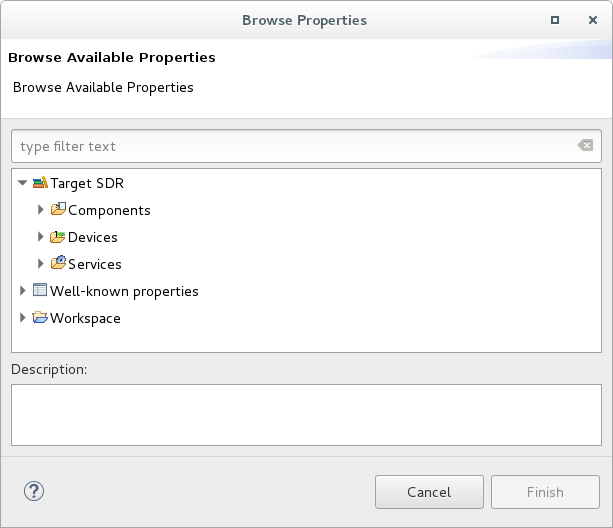 Browse Properties
Browse Available Properties
Browse Available Properties
type filter text
Target SDR
Components
Devices
Services
Well-known properties
Workspace
Description:
?
Cancel
Finish